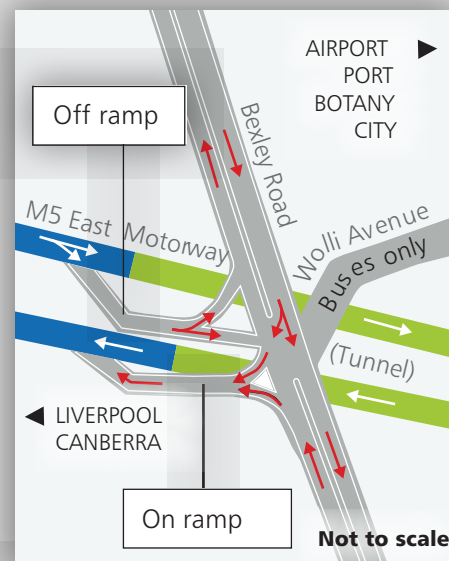 AIRPORT
PORT
BOTANY
CITY
Off ramp
Bexley Road
M5 East Motorway
Wolli Avenue
Buses only
(Tunnel)
LIVERPOOL
CANBERRA
On ramp
Not to scale